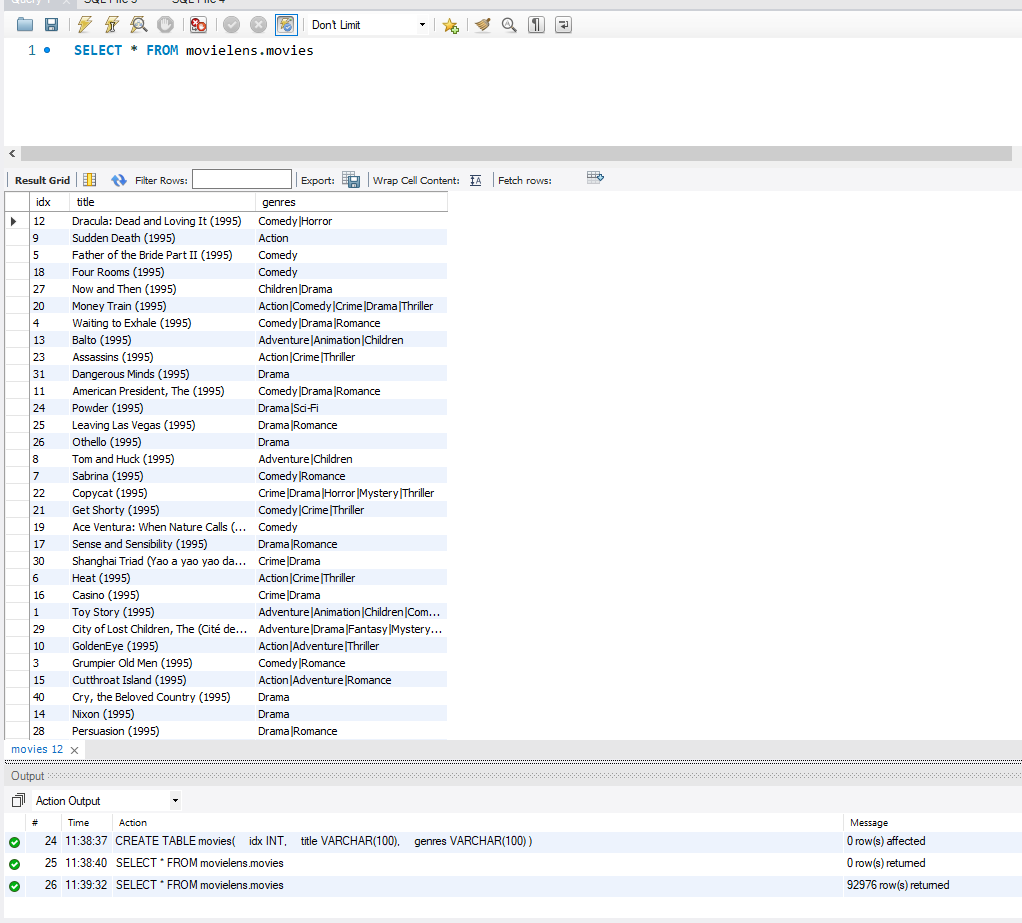 Query 1 SQL File 3 SQL File 4
Don't Limit
1 SELECT * FROM movielens.movies
Result Grid Filter Rows: Export: Wrap Cell Content: Fetch rows:
idx title genres
12 Dracula: Dead and Loving It (1995) Comedy|Horror
9 Sudden Death (1995) Action
5 Father of the Bride Part II (1995) Comedy
18 Four Rooms (1995) Comedy
27 Now and Then (1995) Children|Drama
20 Money Train (1995) Action|Comedy|Crime|Drama|Thriller
4 Waiting to Exhale (1995) Comedy|Drama|Romance
13 Balto (1995) Adventure|Animation|Children
23 Assassins (1995) Action|Crime|Thriller
31 Dangerous Minds (1995) Drama
11 American President, The (1995) Comedy|Drama|Romance
24 Powder (1995) Drama|Sci-Fi
25 Leaving Las Vegas (1995) Drama|Romance
26 Othello (1995) Drama
8 Tom and Huck (1995) Adventure|Children
7 Sabrina (1995) Comedy|Romance
22 Copycat (1995) Crime|Drama|Horror|Mystery|Thriller
21 Get Shorty (1995) Comedy|Crime|Thriller
19 Ace Ventura: When Nature Calls (... Comedy
17 Sense and Sensibility (1995) Drama|Romance
30 Shanghai Triad (Yao a yao yao da... Crime|Drama
6 Heat (1995) Action|Crime|Thriller
16 Casino (1995) Crime|Drama
1 Toy Story (1995) Adventure|Animation|Children|Com...
29 City of Lost Children, The (Cité de... Adventure|Drama|Fantasy|Mystery...
10 GoldenEye (1995) Action|Adventure|Thriller
3 Grumpier Old Men (1995) Comedy|Romance
15 Cutthroat Island (1995) Action|Adventure|Romance
40 Cry, the Beloved Country (1995) Drama
14 Nixon (1995) Drama
28 Persuasion (1995) Drama|Romance
movies 12
Output
Action Output
# Time Action Message
24 11:38:37 CREATE TABLE movies( idx INT, title VARCHAR(100), genres VARCHAR(100) ) 0 row(s) affected
25 11:38:40 SELECT * FROM movielens.movies 0 row(s) returned
26 11:39:32 SELECT * FROM movielens.movies 92976 row(s) returned